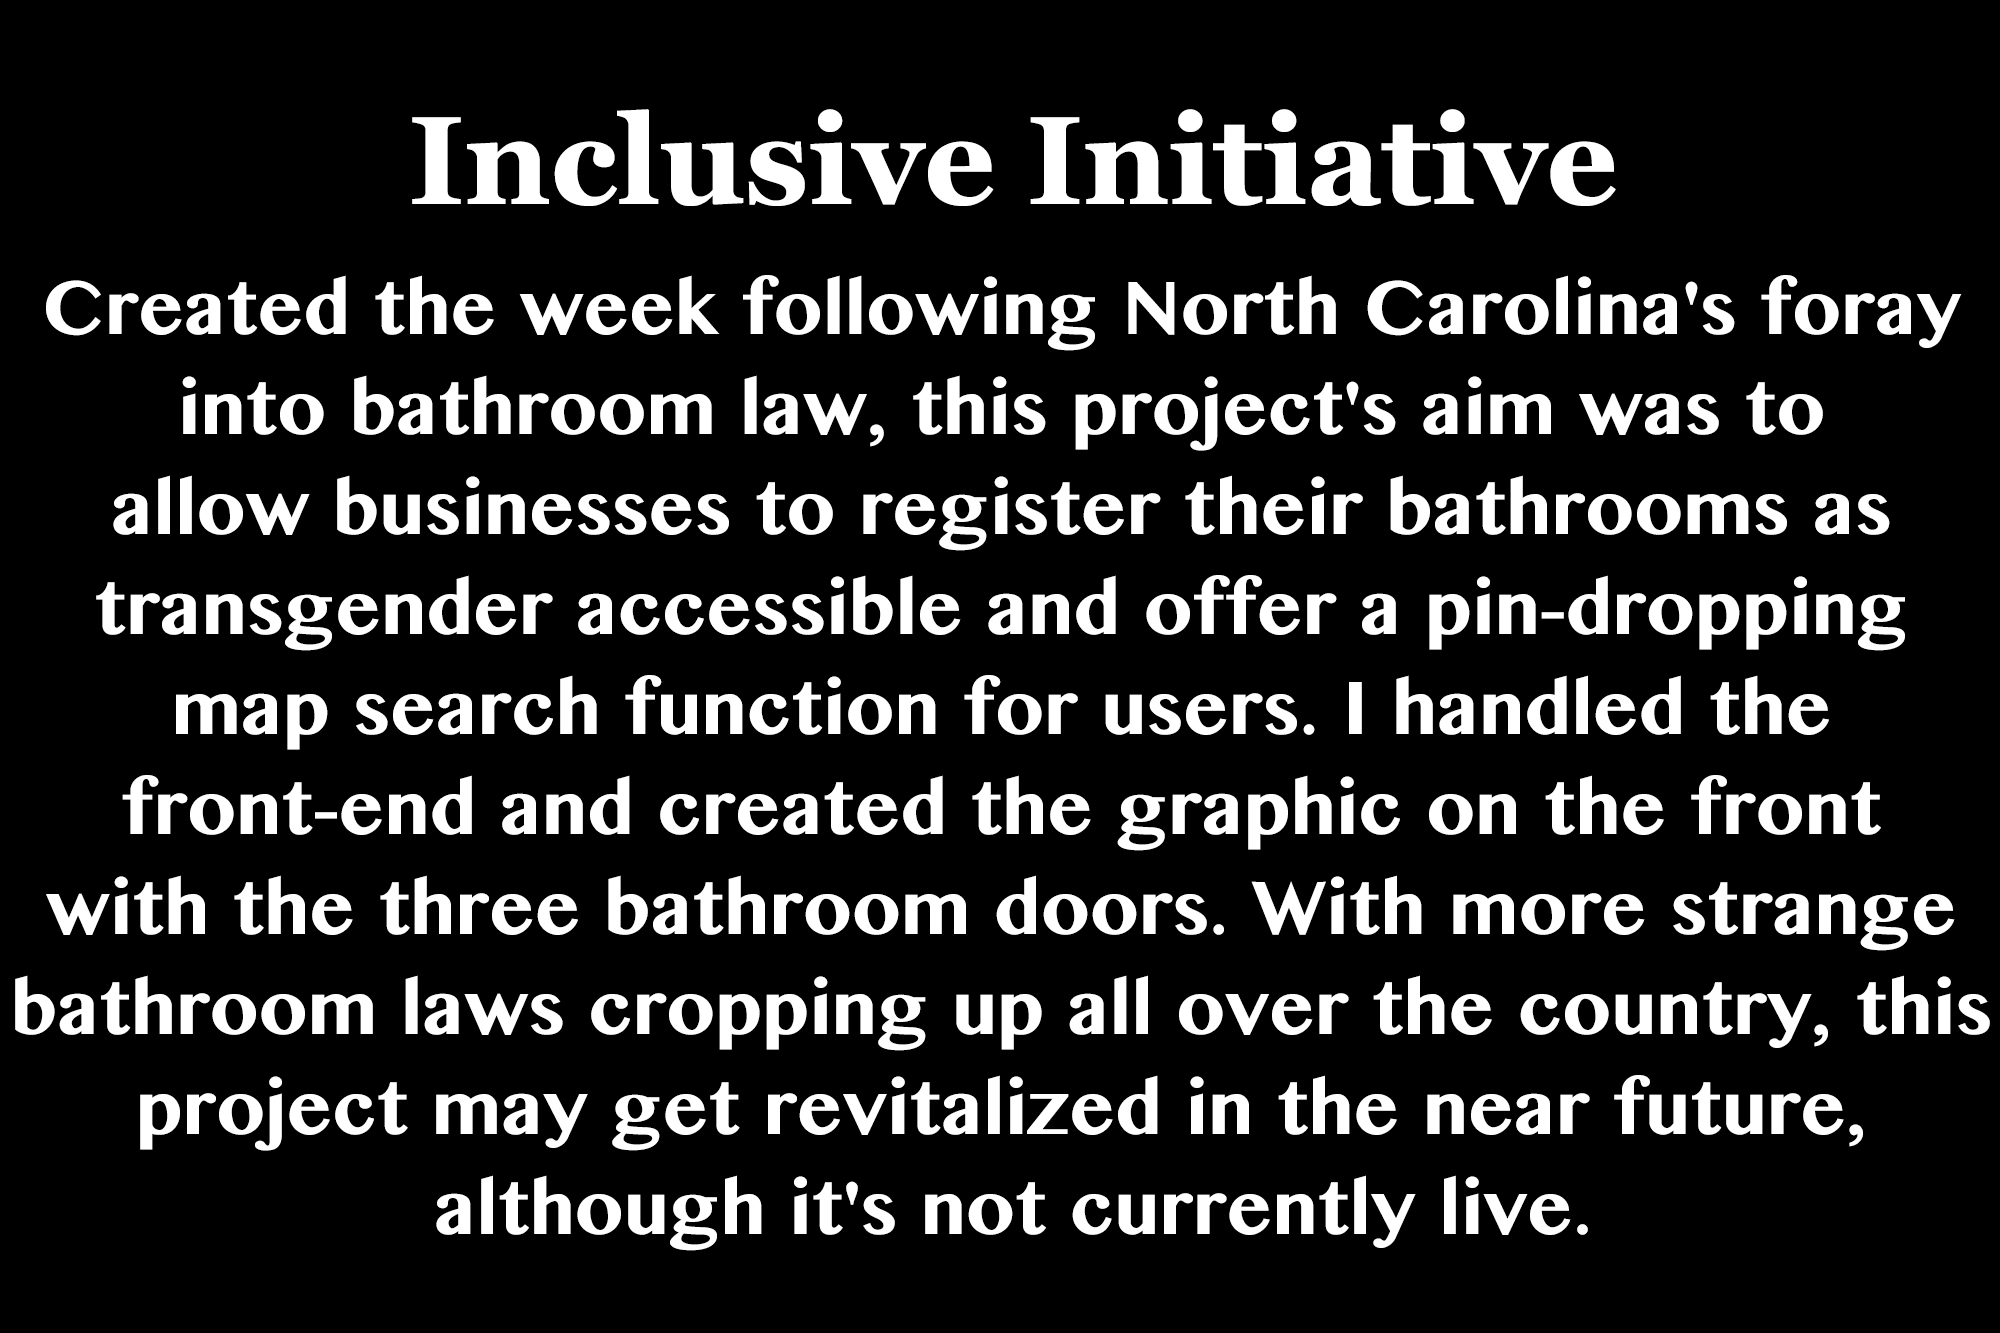 Inclusive Initiative
Created the week following North Carolina's foray
into bathroom law, this project's aim was to
allow businesses to register their bathrooms as
transgender accessible and offer a pin-dropping
map search function for users. I handled the
front-end and created the graphic on the front
with the three bathroom doors. With more strange
bathroom laws cropping up all over the country, this
project may get revitalized in the near future,
although it's not currently live.